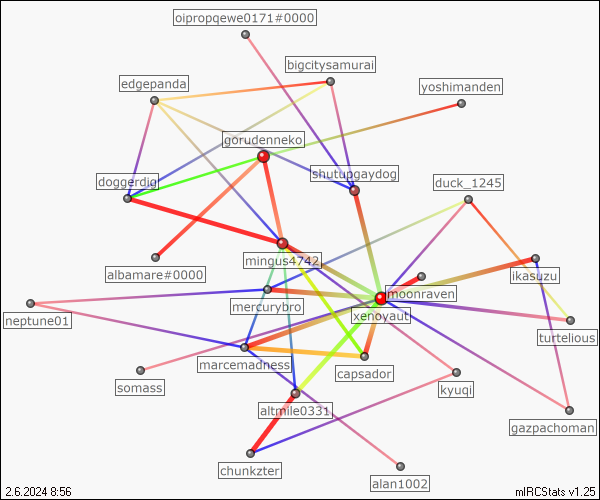 oipropqewe0171#0000
bigcitysamurai
edgepanda
yoshimanden
gorudenneko
shutupgaydog
doggerdig
duck_1245
mingus4742
albamare#0000
ikasuzu
moonraven
mercurybro
xenoyaut
neptune01
turtelious
marcemadness
capsador
somass
kyuqi
altmile0331
gazpachoman
chunkzter
alan1002
2.6.2024 8:56
mIRCStats v1.25